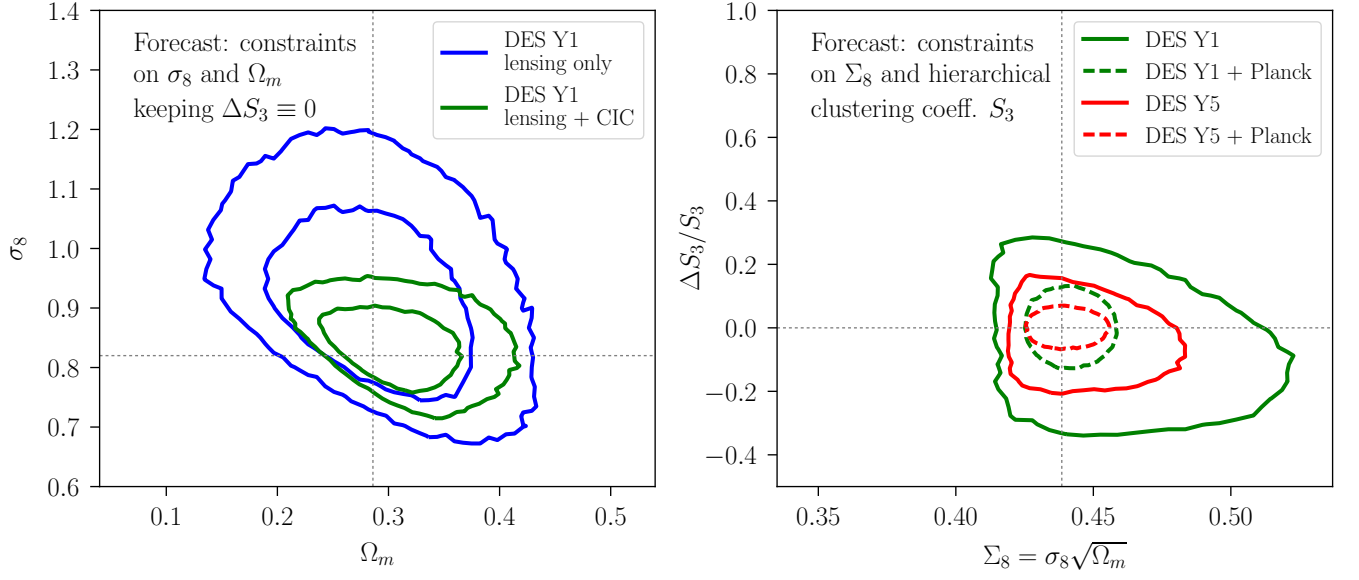 Forecast: constraints
on σ₈ and Ωₘ
keeping ΔS₃ ≡ 0
DES Y1
lensing only
DES Y1
lensing + CIC
1.4
1.3
1.2
1.1
1.0
0.9
0.8
0.7
0.6
σ₈
0.1 0.2 0.3 0.4 0.5
Ωₘ
Forecast: constraints
on Σ₈ and hierarchical
clustering coeff. S₃
DES Y1
DES Y1 + Planck
DES Y5
DES Y5 + Planck
1.0
0.8
0.6
0.4
0.2
0.0
−0.2
−0.4
ΔS₃/S₃
0.35 0.40 0.45 0.50
Σ₈ = σ₈√Ωₘ